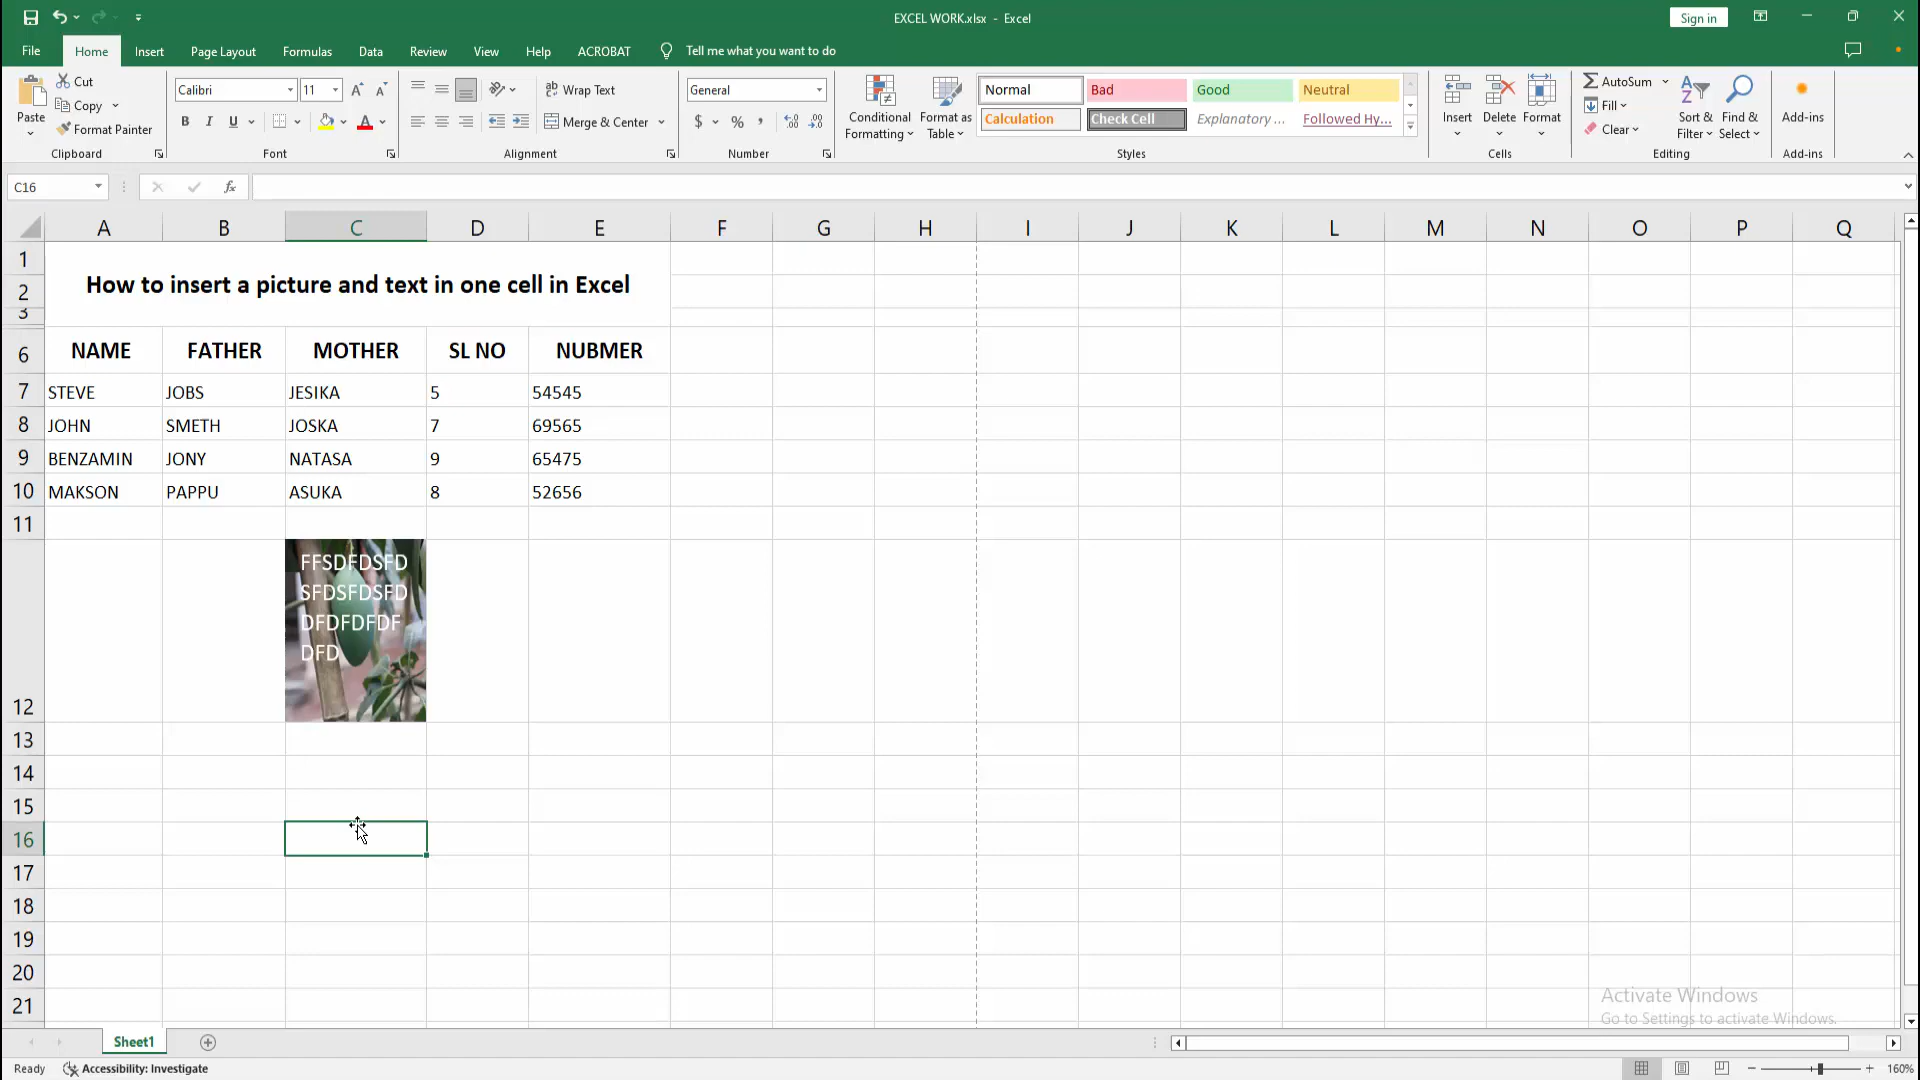 EXCEL WORK.xlsx - Excel
Sign in
File Home Insert Page Layout Formulas Data Review View Help ACROBAT Tell me what you want to do
Paste
Cut
Copy
Format Painter
Clipboard
Calibri 11
B I U
Font
Wrap Text
Merge & Center
Alignment
General
$ % ,
Number
Conditional Formatting
Format as Table
Normal Bad Good Neutral
Calculation Check Cell Explanatory ... Followed Hy...
Styles
Insert Delete Format
Cells
AutoSum
Fill
Clear
Sort & Filter
Find & Select
Editing
Add-ins
Add-ins
C16 fx
A B C D E F G H I J K L M N O P Q
1
2 How to insert a picture and text in one cell in Excel
3
6 NAME FATHER MOTHER SL NO NUBMER
7 STEVE JOBS JESIKA 5 54545
8 JOHN SMETH JOSKA 7 69565
9 BENZAMIN JONY NATASA 9 65475
10 MAKSON PAPPU ASUKA 8 52656
11
FFSDFDSFD
SFDSFDSFD
DFDFDFDF
DFD
12
13
14
15
16
17
18
19
20
21
Activate Windows
Go to Settings to activate Windows.
Sheet1
Ready Accessibility: Investigate 160%